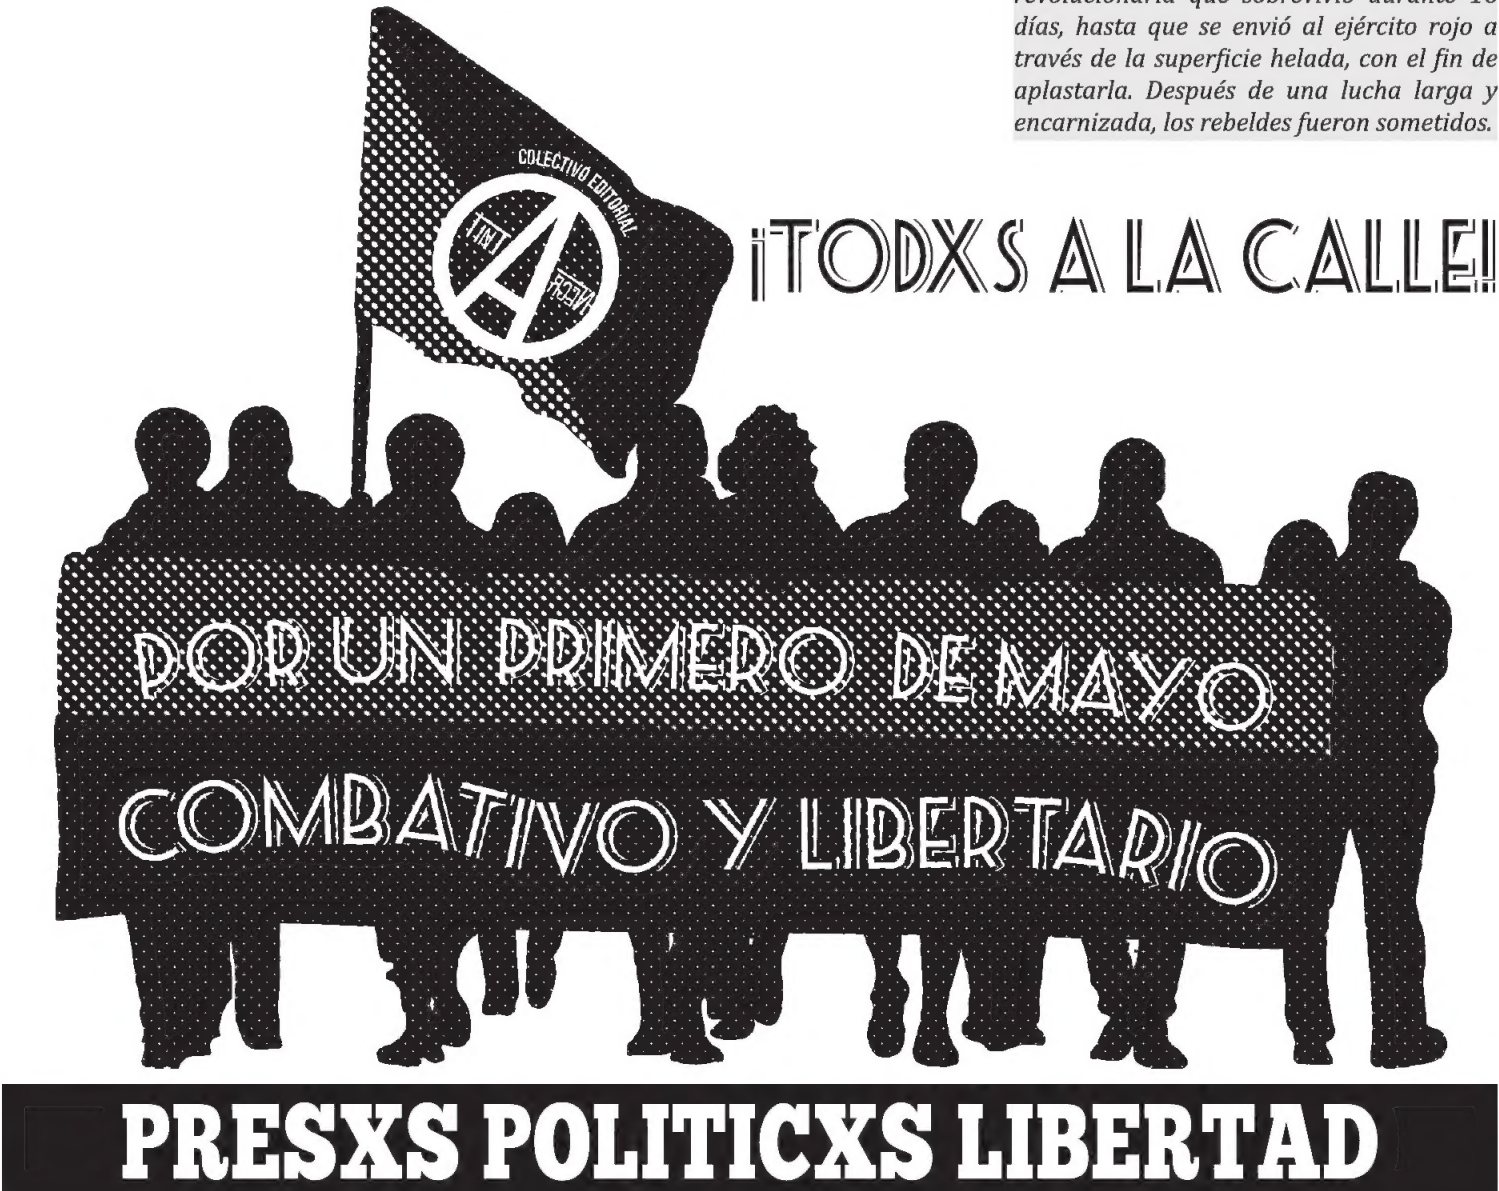 días, hasta que se envió al ejército rojo a
través de la superficie helada, con el fin de
aplastarla. Después de una lucha larga y
encarnizada, los rebeldes fueron sometidos.
COLECTIVO EDITORIAL
¡TODXS A LA CALLE!
POR UN PRIMERO DE MAYO
COMBATIVO Y LIBERTARIO
PRESXS POLITICXS LIBERTAD